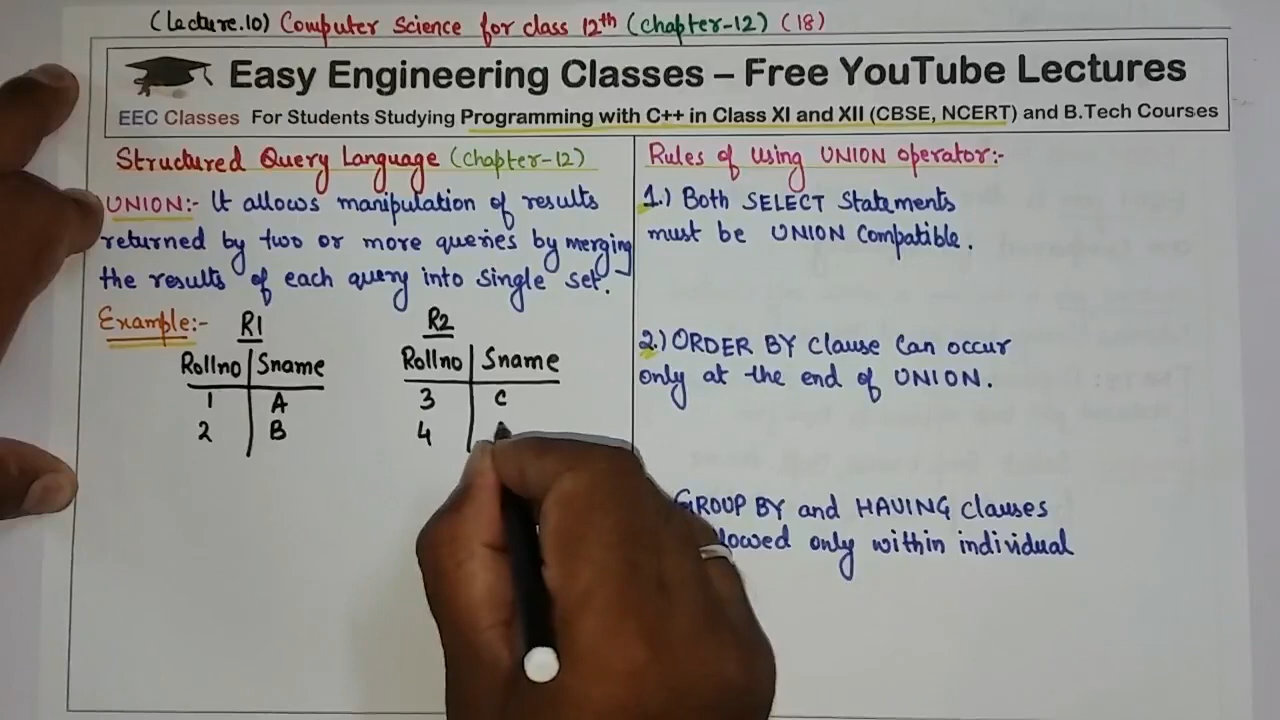 (Lecture.10) Computer Science for class 12th (chapter-12) (18)
Easy Engineering Classes – Free YouTube Lectures
EEC Classes For Students Studying Programming with C++ in Class XI and XII (CBSE, NCERT) and B.Tech Courses
Structured Query Language (chapter-12)
UNION:- It allows manipulation of results
returned by two or more queries by merging
the results of each query into single set.
Example:- R1 R2
Rollno Sname Rollno Sname
1 A 3 C
2 B 4
Rules of using UNION operator:-
1.) Both SELECT Statements
must be UNION Compatible.
2.) ORDER BY clause can occur
only at the end of UNION.
GROUP BY and HAVING clauses
only within individual